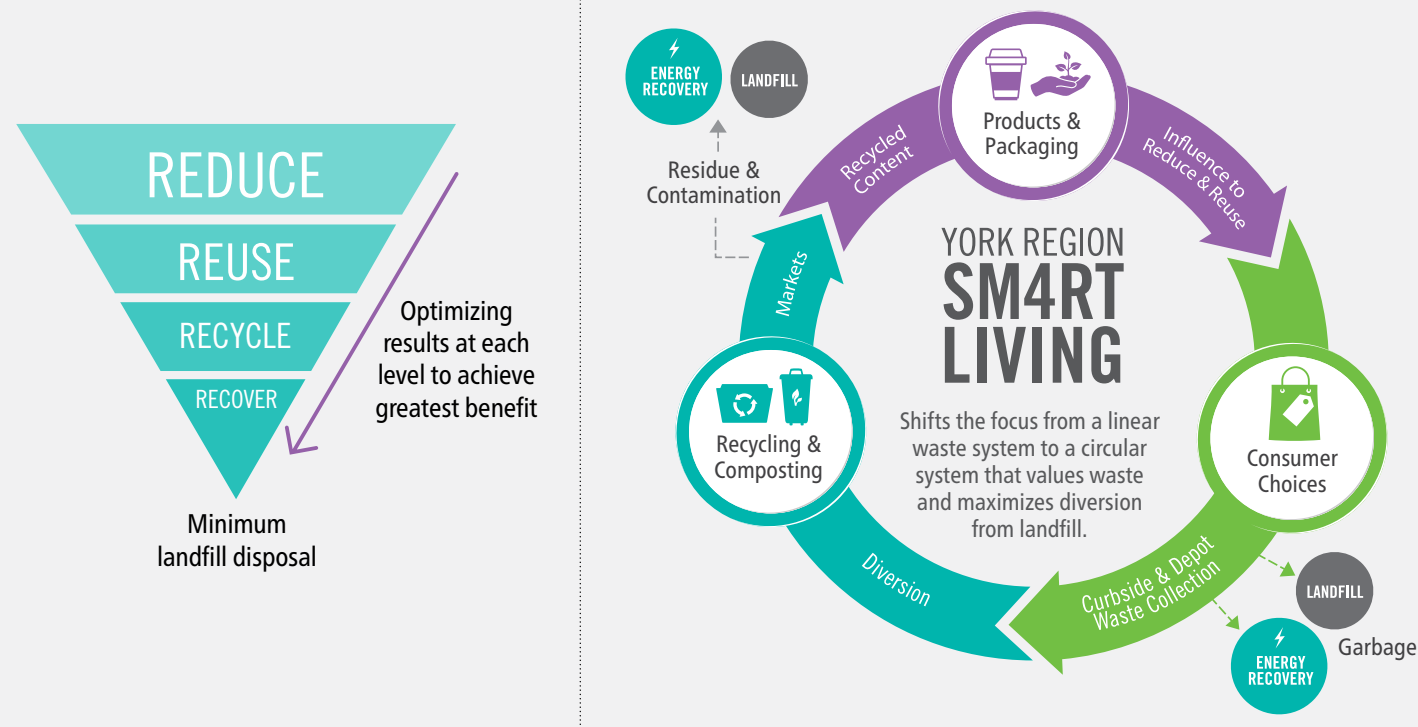 REDUCE
REUSE
RECYCLE
RECOVER
Optimizing
results at each
level to achieve
greatest benefit
Minimum
landfill disposal
ENERGY
RECOVERY
LANDFILL
Residue &
Contamination
Recycled
Content
Products &
Packaging
Influence to
Reduce & Reuse
Markets
YORK REGION
SM4RT
LIVING
Shifts the focus from a linear
waste system to a circular
system that values waste
and maximizes diversion
from landfill.
Recycling &
Composting
Consumer
Choices
Diversion
Curbside & Depot
Waste Collection
LANDFILL
Garbage
ENERGY
RECOVERY